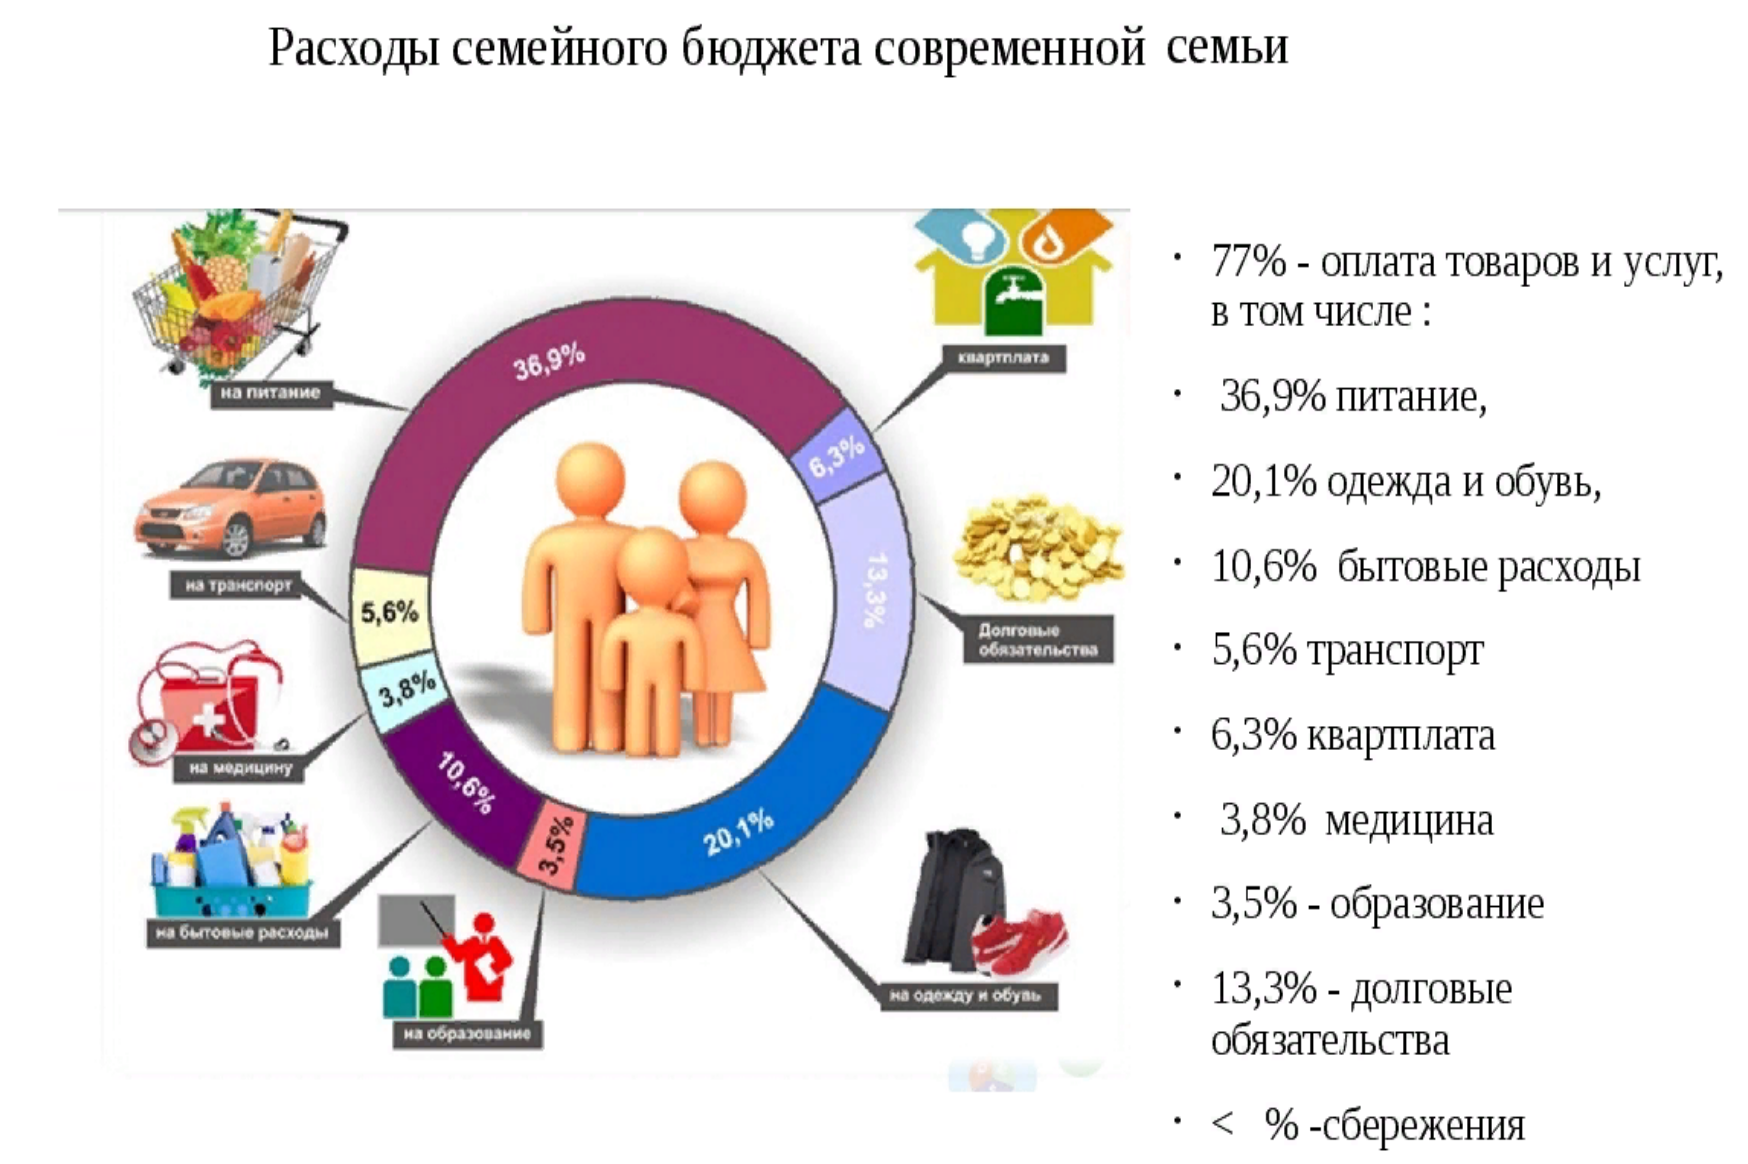 Расходы семейного бюджета современной семьи
36,9%
6,3%
13,3%
20,1%
3,5%
10,6%
3,8%
5,6%
на питание
на транспорт
на медицину
на бытовые расходы
на образование
квартплата
Долговые
обязательства
на одежду и обувь
• 77% - оплата товаров и услуг,
в том числе :
• 36,9% питание,
• 20,1% одежда и обувь,
• 10,6% бытовые расходы
• 5,6% транспорт
• 6,3% квартплата
• 3,8% медицина
• 3,5% - образование
• 13,3% - долговые
обязательства
• < % -сбережения